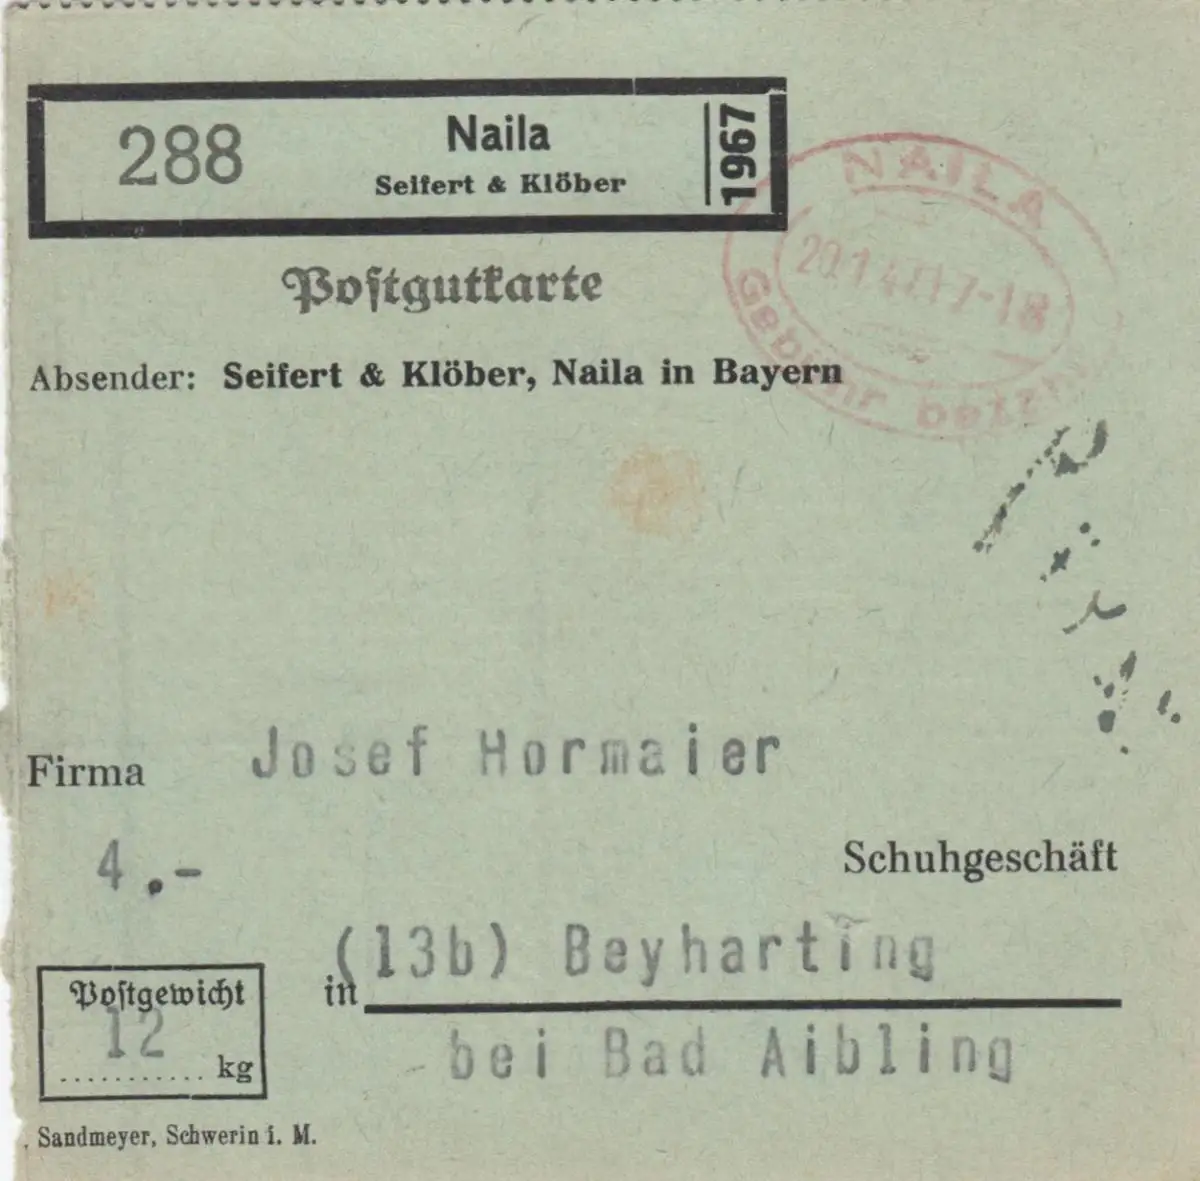 288
Naila
Seifert & Klöber
1967
Postgutkarte
NAILA
20.1.47.17-18
Gebühr bezahlt
Absender: Seifert & Klöber, Naila in Bayern
Firma Josef Hormaier
4.-
Schuhgeschäft
in (13b) Beyharting
bei Bad Aibling
Postgewicht
12 kg
Sandmeyer, Schwerin i. M.